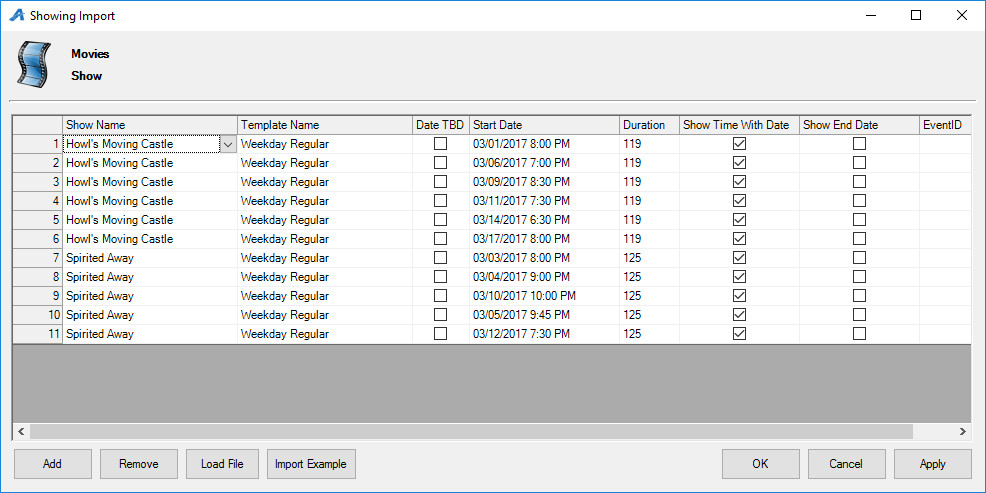 Showing Import
Movies
Show
Show Name Template Name Date TBD Start Date Duration Show Time With Date Show End Date EventID
1 Howl's Moving Castle Weekday Regular 03/01/2017 8:00 PM 119
2 Howl's Moving Castle Weekday Regular 03/06/2017 7:00 PM 119
3 Howl's Moving Castle Weekday Regular 03/09/2017 8:30 PM 119
4 Howl's Moving Castle Weekday Regular 03/11/2017 7:30 PM 119
5 Howl's Moving Castle Weekday Regular 03/14/2017 6:30 PM 119
6 Howl's Moving Castle Weekday Regular 03/17/2017 8:00 PM 119
7 Spirited Away Weekday Regular 03/03/2017 8:00 PM 125
8 Spirited Away Weekday Regular 03/04/2017 9:00 PM 125
9 Spirited Away Weekday Regular 03/10/2017 10:00 PM 125
10 Spirited Away Weekday Regular 03/05/2017 9:45 PM 125
11 Spirited Away Weekday Regular 03/12/2017 7:30 PM 125
Add Remove Load File Import Example OK Cancel Apply